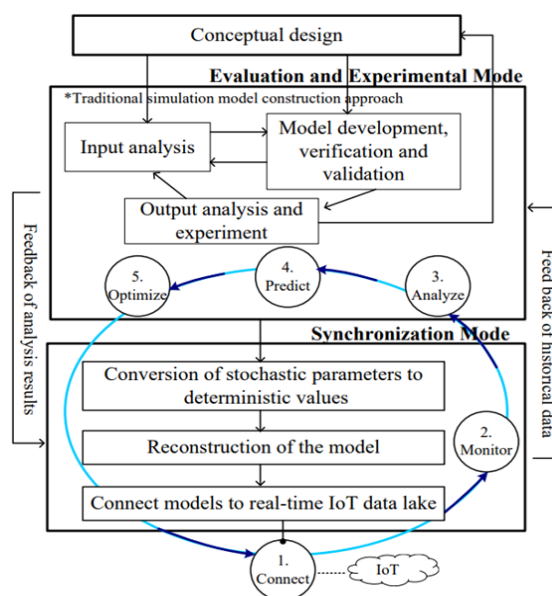 Conceptual design
Evaluation and Experimental Mode
*Traditional simulation model construction approach
Input analysis
Model development,
verification and
validation
Output analysis and
experiment
5.
Optimize
4.
Predict
3.
Analyze
Feedback of analysis
results
Feed back of historical
data
Synchronization Mode
Conversion of stochastic parameters to
deterministic values
Reconstruction of the model
2.
Monitor
Connect models to real-time IoT data lake
1.
Connect
IoT